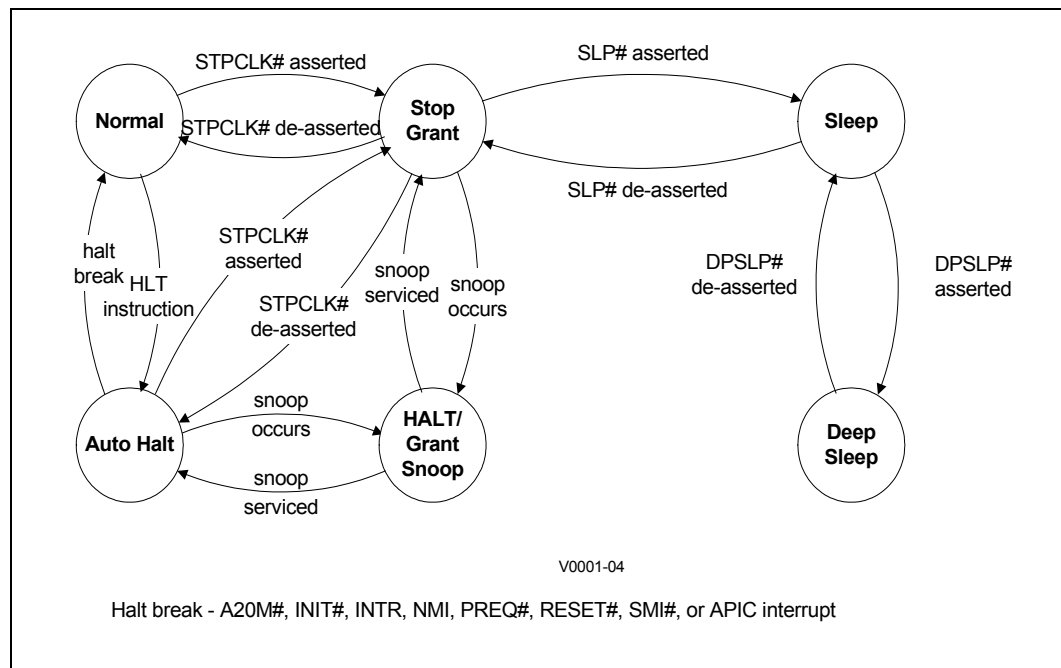 STPCLK# asserted
SLP# asserted
Normal
Stop
Grant
Sleep
STPCLK# de-asserted
SLP# de-asserted
halt
break
HLT
instruction
STPCLK#
asserted
STPCLK#
de-asserted
snoop
serviced
snoop
occurs
DPSLP#
de-asserted
DPSLP#
asserted
Auto Halt
snoop
occurs
HALT/
Grant
Snoop
Deep
Sleep
snoop
serviced
V0001-04
Halt break - A20M#, INIT#, INTR, NMI, PREQ#, RESET#, SMI#, or APIC interrupt